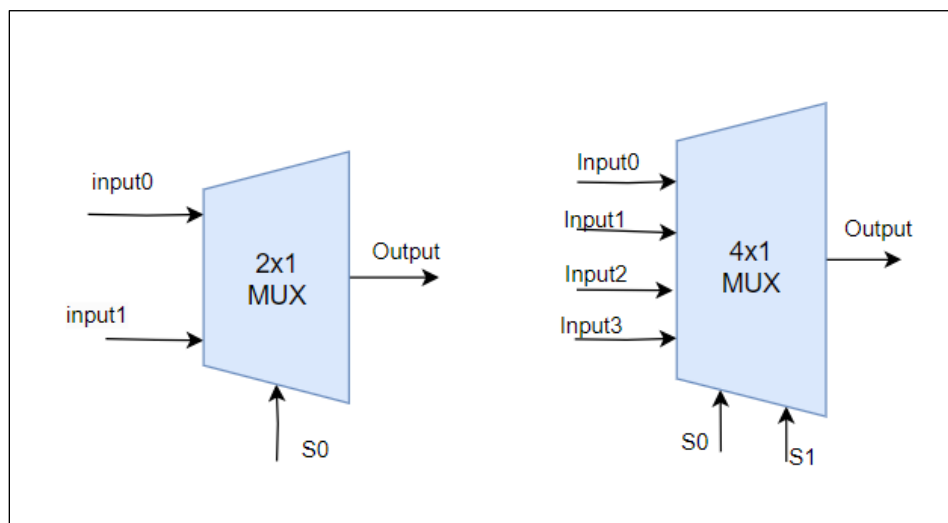 input0
input1
2x1
MUX
Output
S0
Input0
Input1
Input2
Input3
4x1
MUX
Output
S0
S1